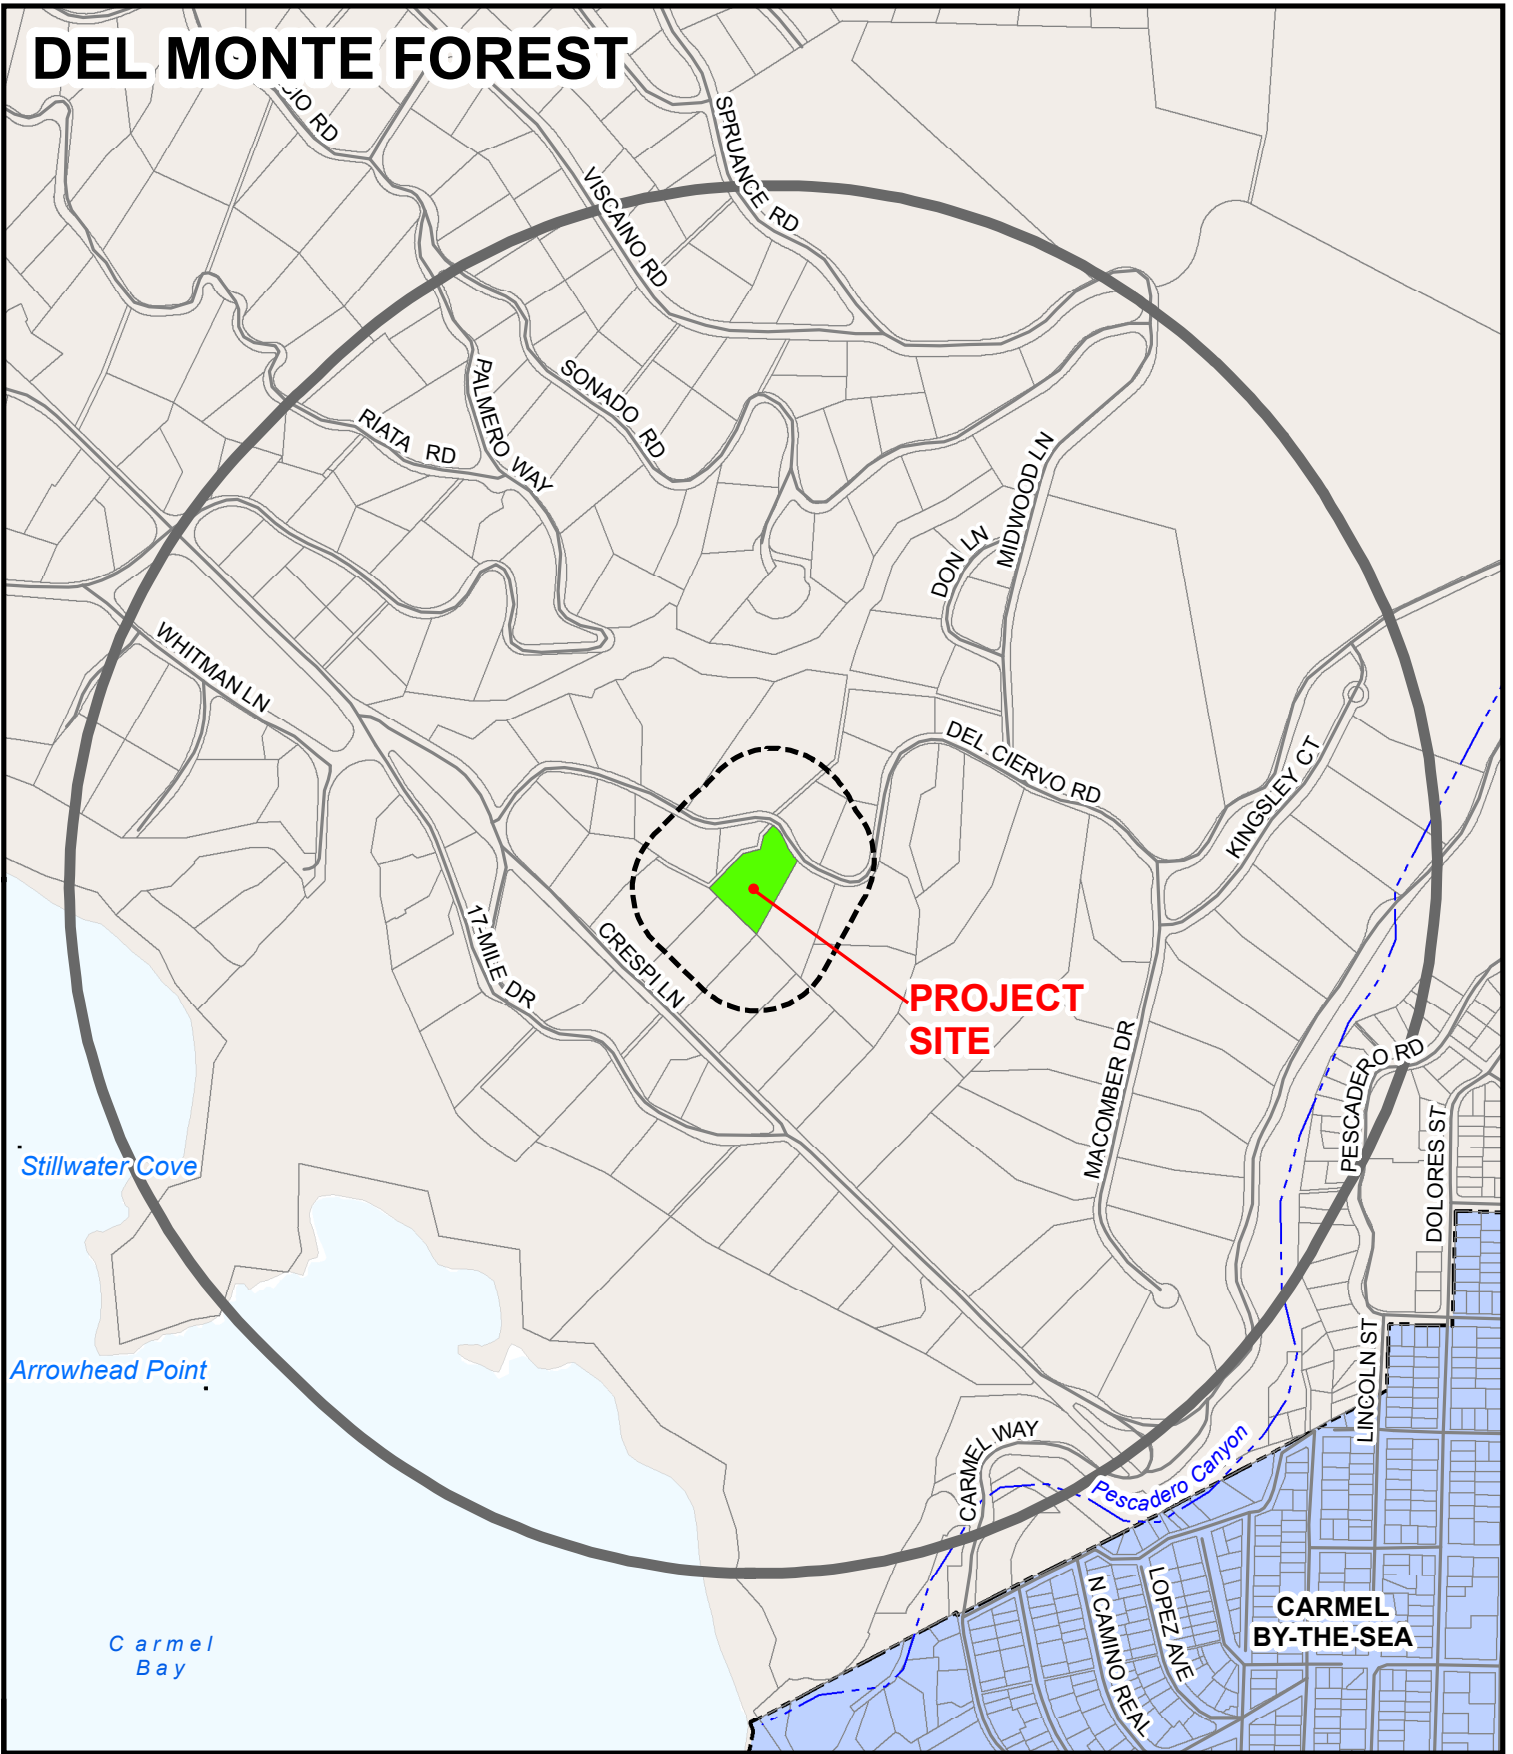 DEL MONTE FOREST
CIO RD
SPRUANCE RD
VISCAINO RD
PALMERO WAY
SONADO RD
RIATA RD
MIDWOOD LN
DON LN
WHITMAN LN
DEL CIERVO RD
KINGSLEY CT
17-MILE DR
CRESPI LN
PROJECT
SITE
MACOMBER DR
PESCADERO RD
DOLORES ST
Stillwater Cove
Arrowhead Point
LINCOLN ST
CARMEL WAY
Pescadero Canyon
N CAMINO REAL
LOPEZ AVE
CARMEL
BY-THE-SEA
Carmel
Bay